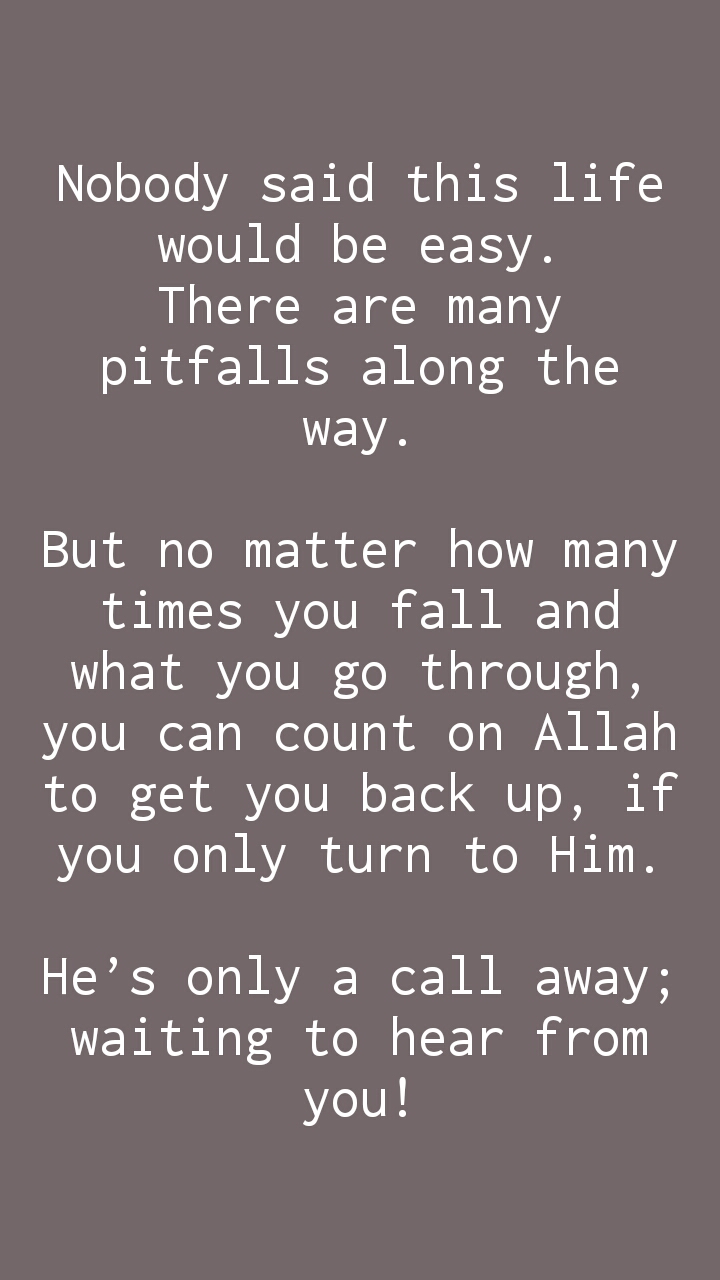 Nobody said this life
would be easy.
There are many
pitfalls along the
way.
But no matter how many
times you fall and
what you go through,
you can count on Allah
to get you back up, if
you only turn to Him.
He’s only a call away;
waiting to hear from
you!